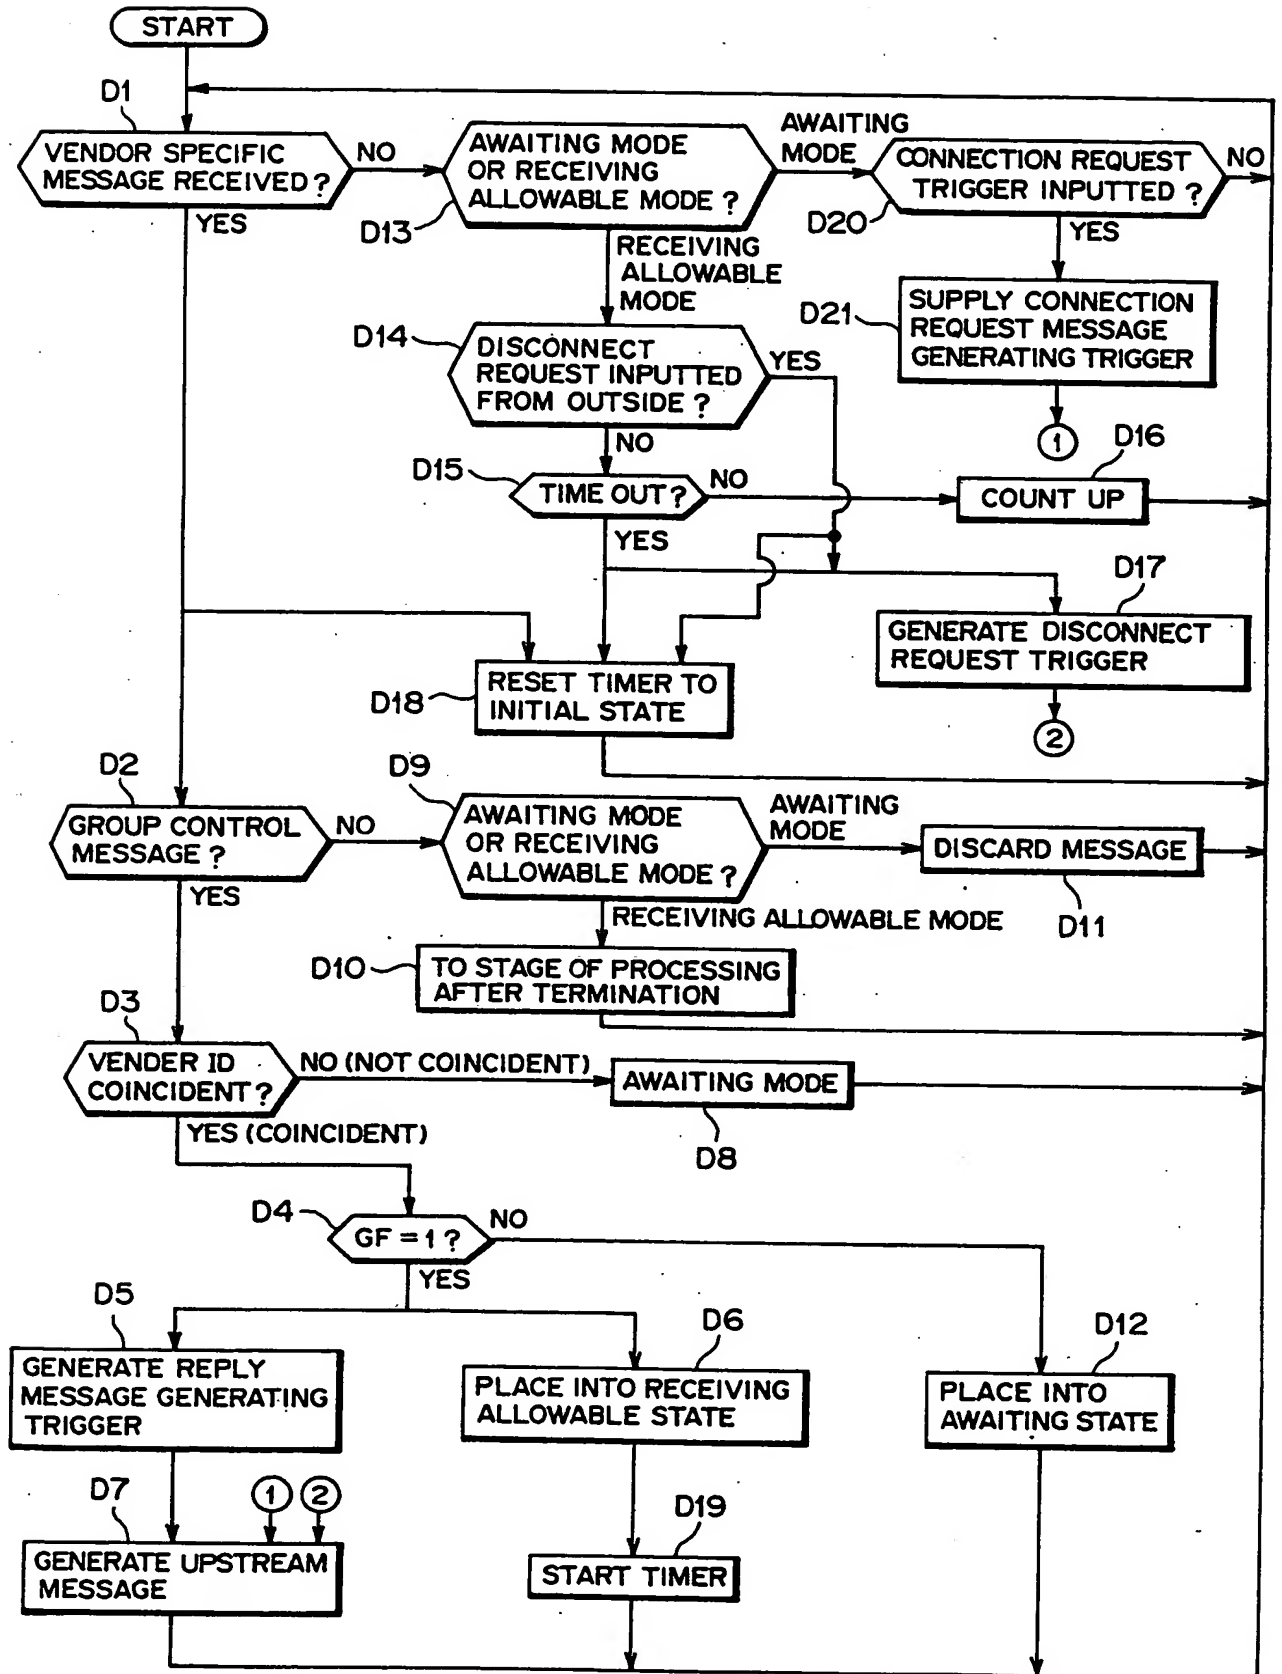 START
D1
VENDOR SPECIFIC
MESSAGE RECEIVED ?
NO
YES
AWAITING MODE
OR RECEIVING
ALLOWABLE MODE ?
D13
AWAITING
MODE
RECEIVING
ALLOWABLE
MODE
CONNECTION REQUEST
TRIGGER INPUTTED ?
NO
D20
YES
D21
SUPPLY CONNECTION
REQUEST MESSAGE
GENERATING TRIGGER
1
D14
DISCONNECT
REQUEST INPUTTED
FROM OUTSIDE ?
YES
NO
D15
TIME OUT ?
NO
YES
D16
COUNT UP
D17
GENERATE DISCONNECT
REQUEST TRIGGER
2
D18
RESET TIMER TO
INITIAL STATE
D2
GROUP CONTROL
MESSAGE ?
NO
YES
D9
AWAITING MODE
OR RECEIVING
ALLOWABLE MODE ?
AWAITING
MODE
DISCARD MESSAGE
D11
RECEIVING ALLOWABLE MODE
D10
TO STAGE OF PROCESSING
AFTER TERMINATION
D3
VENDER ID
COINCIDENT ?
NO (NOT COINCIDENT)
AWAITING MODE
D8
YES (COINCIDENT)
D4
GF = 1 ?
NO
YES
D5
GENERATE REPLY
MESSAGE GENERATING
TRIGGER
D6
PLACE INTO RECEIVING
ALLOWABLE STATE
D12
PLACE INTO
AWAITING STATE
D7
1
2
GENERATE UPSTREAM
MESSAGE
D19
START TIMER